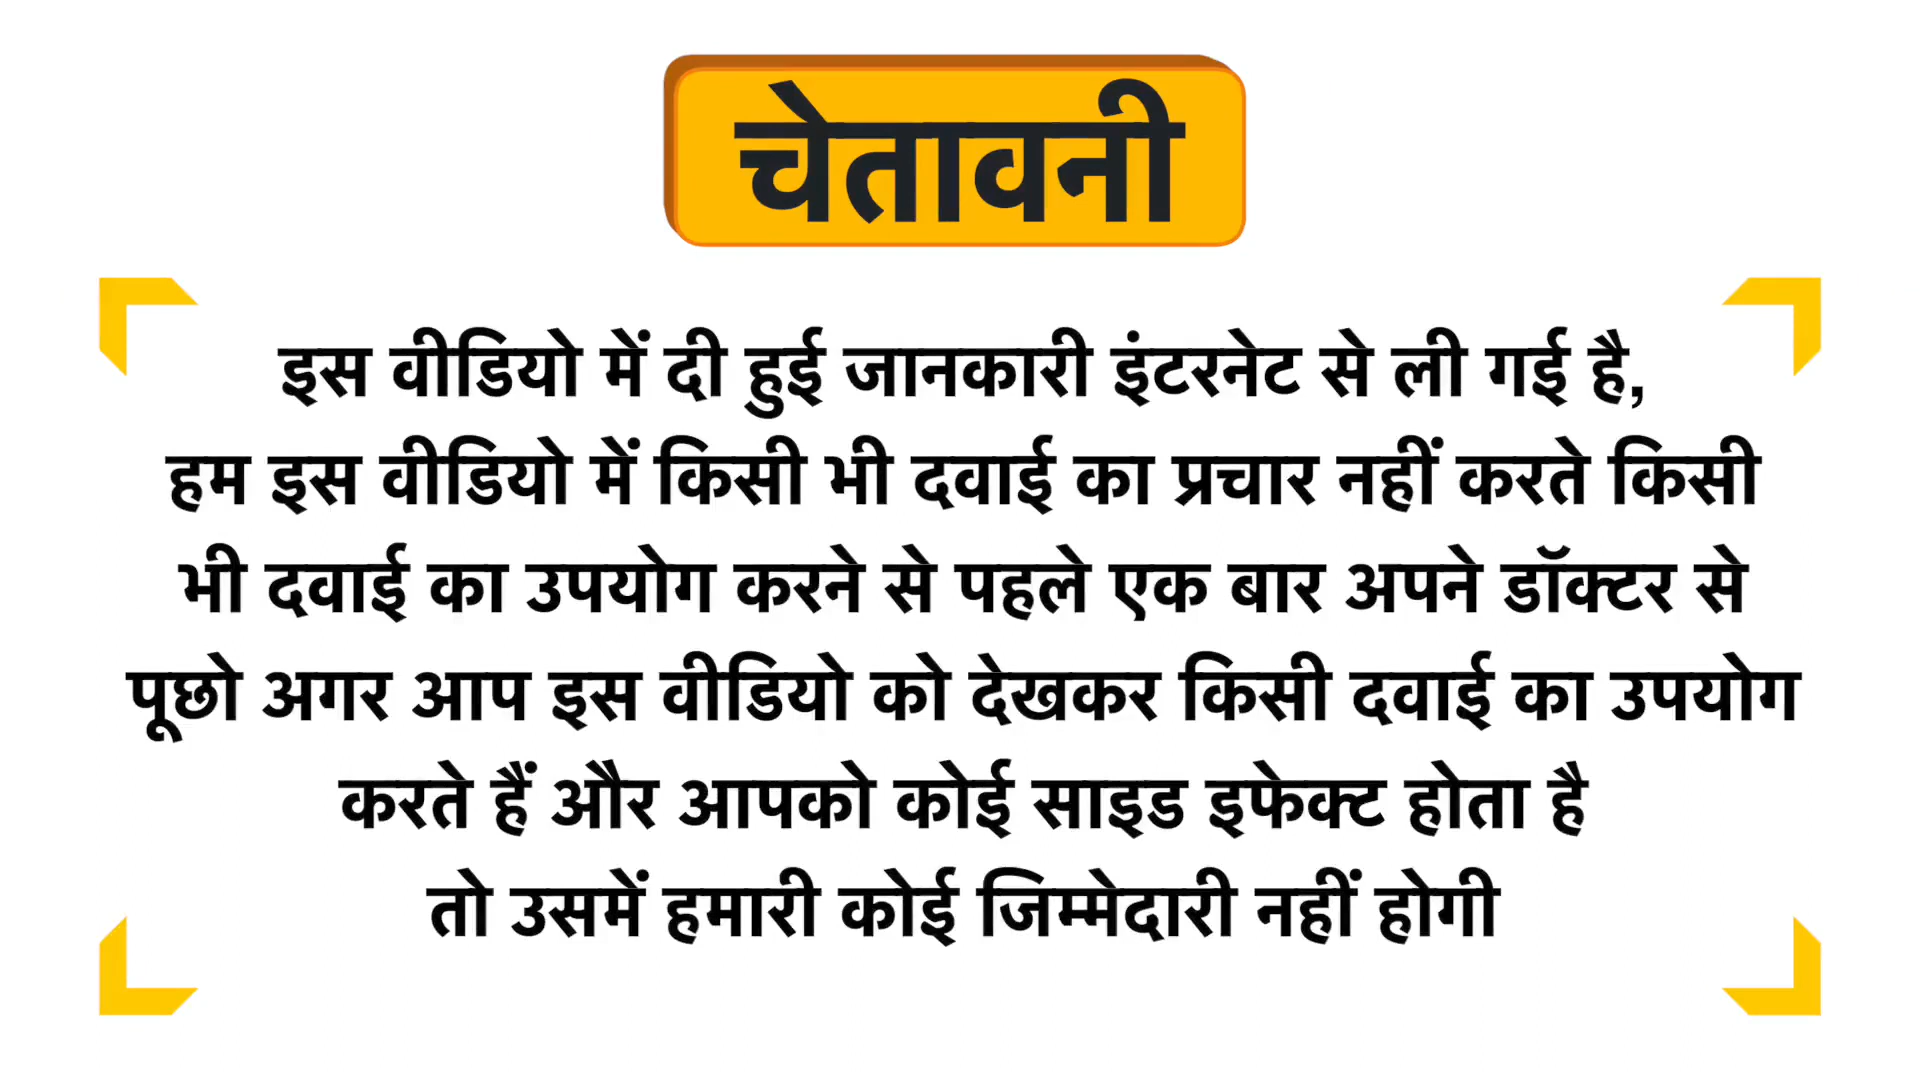 चेतावनी
इस वीडियो में दी हुई जानकारी इंटरनेट से ली गई है,
हम इस वीडियो में किसी भी दवाई का प्रचार नहीं करते किसी
भी दवाई का उपयोग करने से पहले एक बार अपने डॉक्टर से
पूछो अगर आप इस वीडियो को देखकर किसी दवाई का उपयोग
करते हैं और आपको कोई साइड इफेक्ट होता है
तो उसमें हमारी कोई जिम्मेदारी नहीं होगी